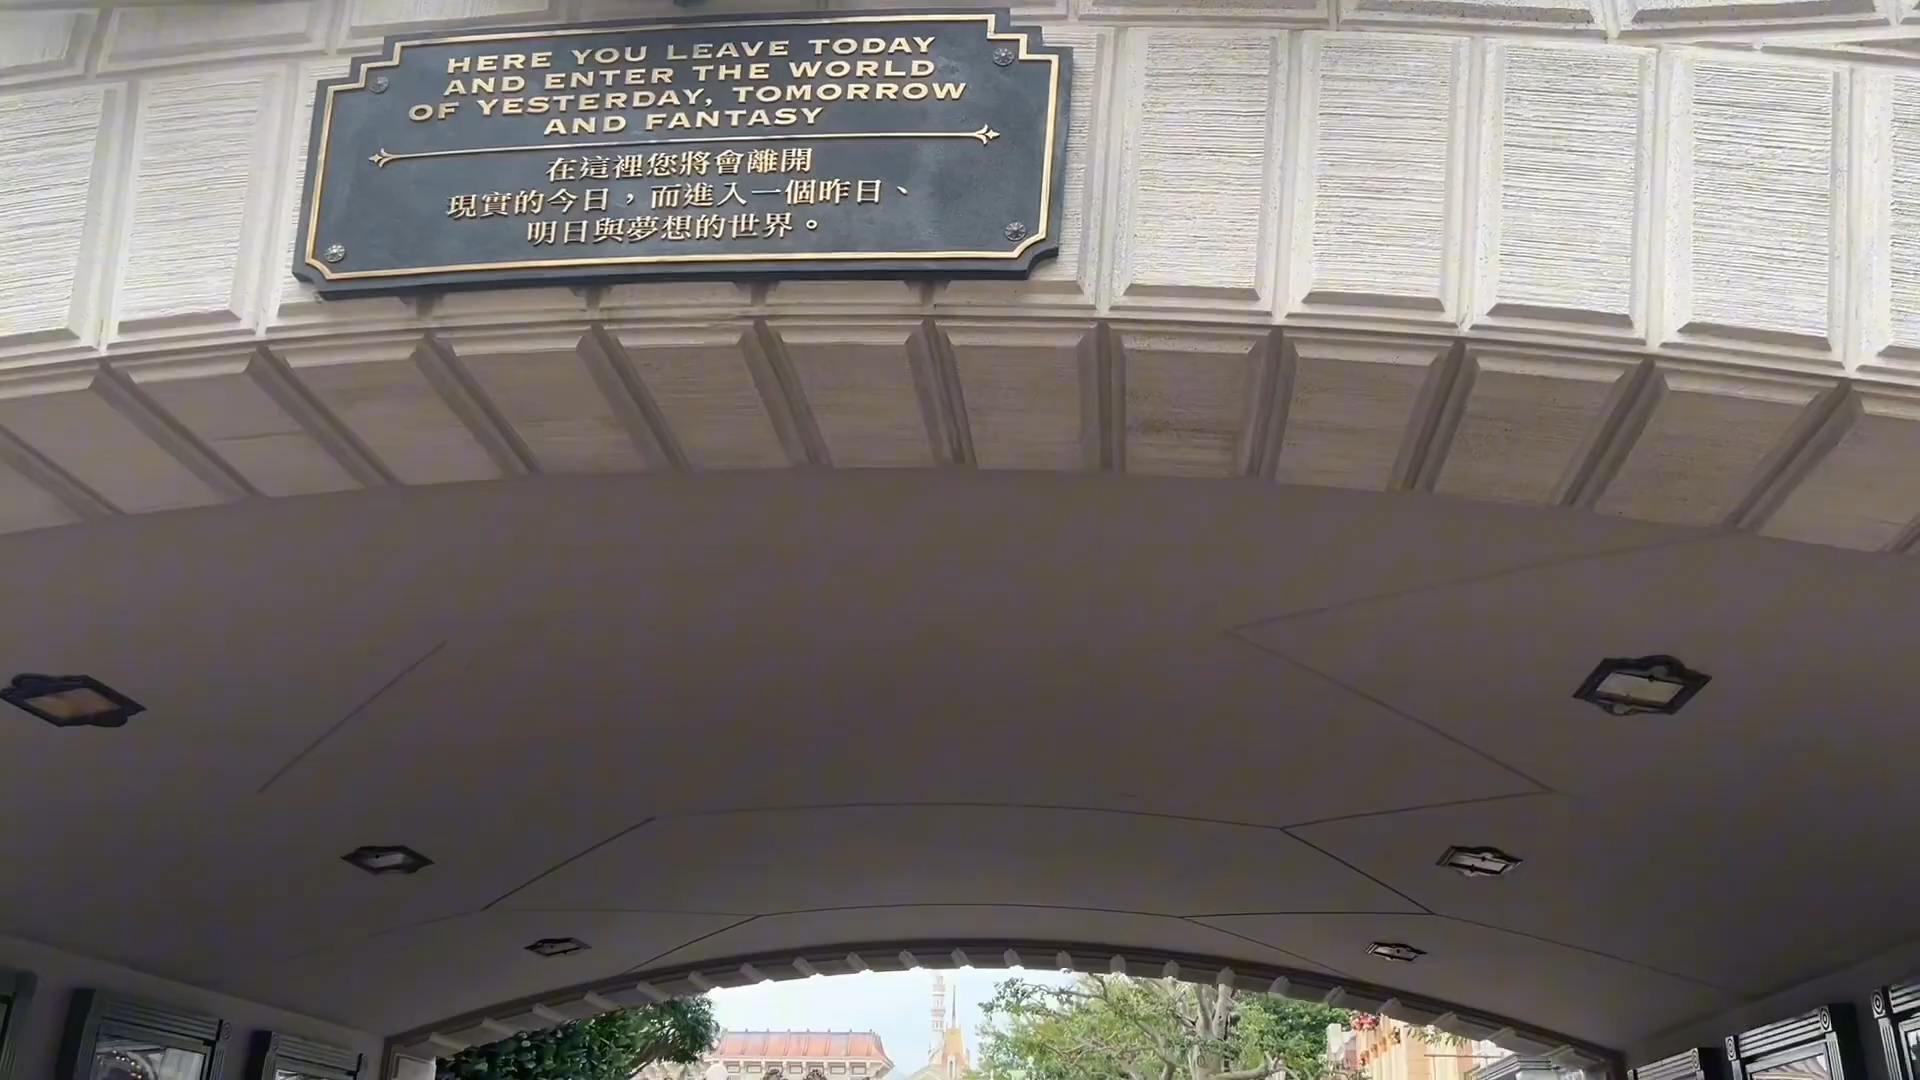 HERE YOU LEAVE TODAY
AND ENTER THE WORLD
OF YESTERDAY, TOMORROW
AND FANTASY
在這裡您將會離開
現實的今日，而進入一個昨日、
明日與夢想的世界。